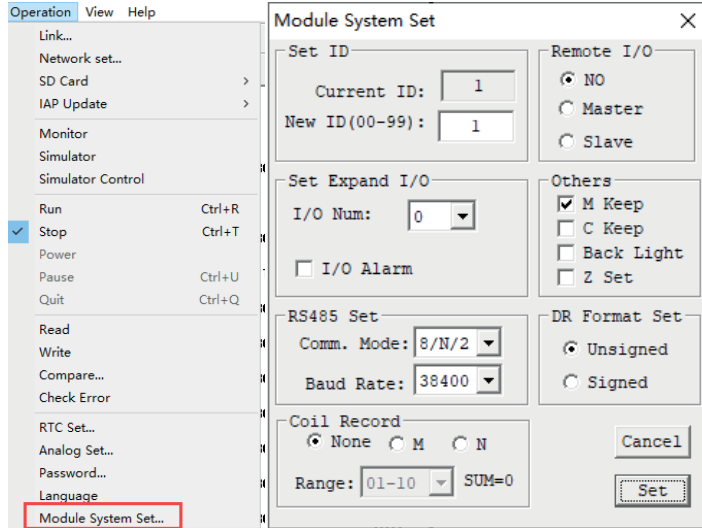 Operation View Help
Link...
Network set...
SD Card >
IAP Update >
Monitor
Simulator
Simulator Control
Run Ctrl+R
Stop Ctrl+T
Power
Pause Ctrl+U
Quit Ctrl+Q
Read
Write
Compare...
Check Error
RTC Set...
Analog Set...
Password...
Language
Module System Set...
Module System Set
Set ID
Current ID: 1
New ID(00-99): 1
Remote I/O
NO
Master
Slave
Set Expand I/O
I/O Num: 0
I/O Alarm
Others
M Keep
C Keep
Back Light
Z Set
RS485 Set
Comm. Mode: 8/N/2
Baud Rate: 38400
DR Format Set
Unsigned
Signed
Coil Record
None M N
Range: 01-10 SUM=0
Cancel
Set